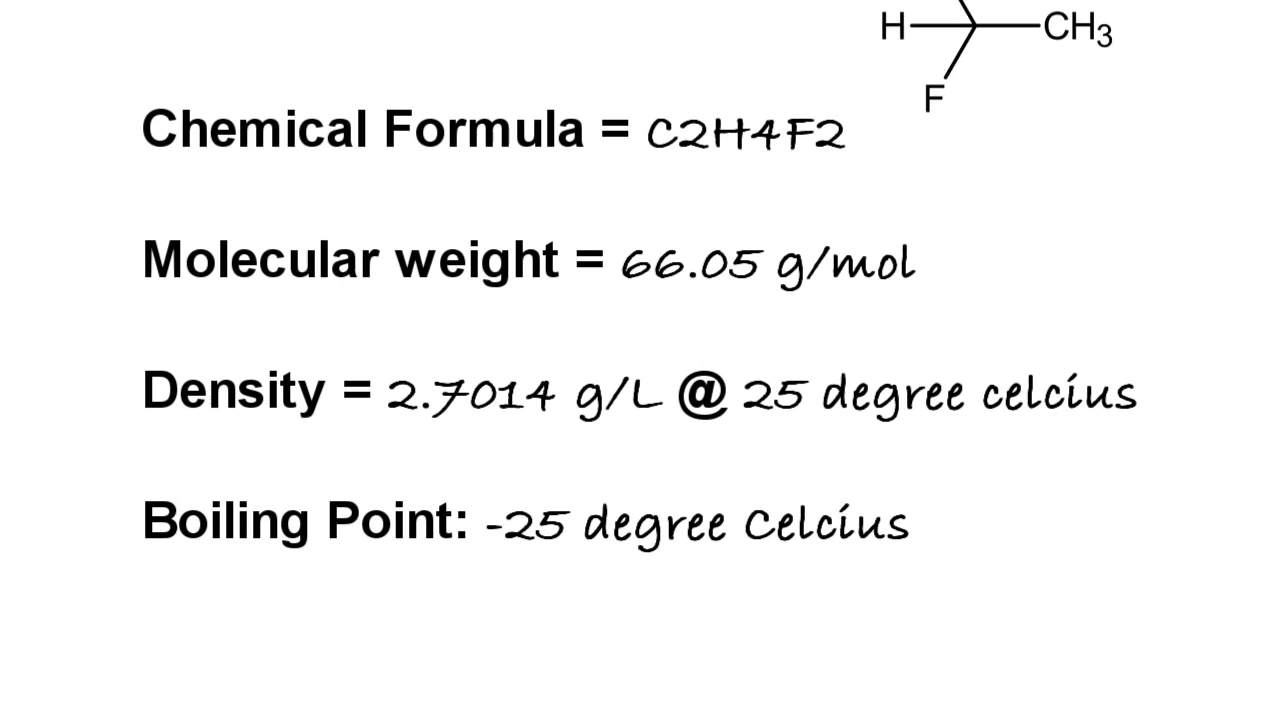 H CH3
F
Chemical Formula = C2H4F2
Molecular weight = 66.05 g/mol
Density = 2.7014 g/L @ 25 degree celcius
Boiling Point: -25 degree Celcius